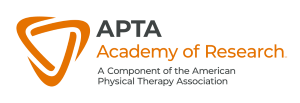 APTA
Academy of Research.
A Component of the American
Physical Therapy Association